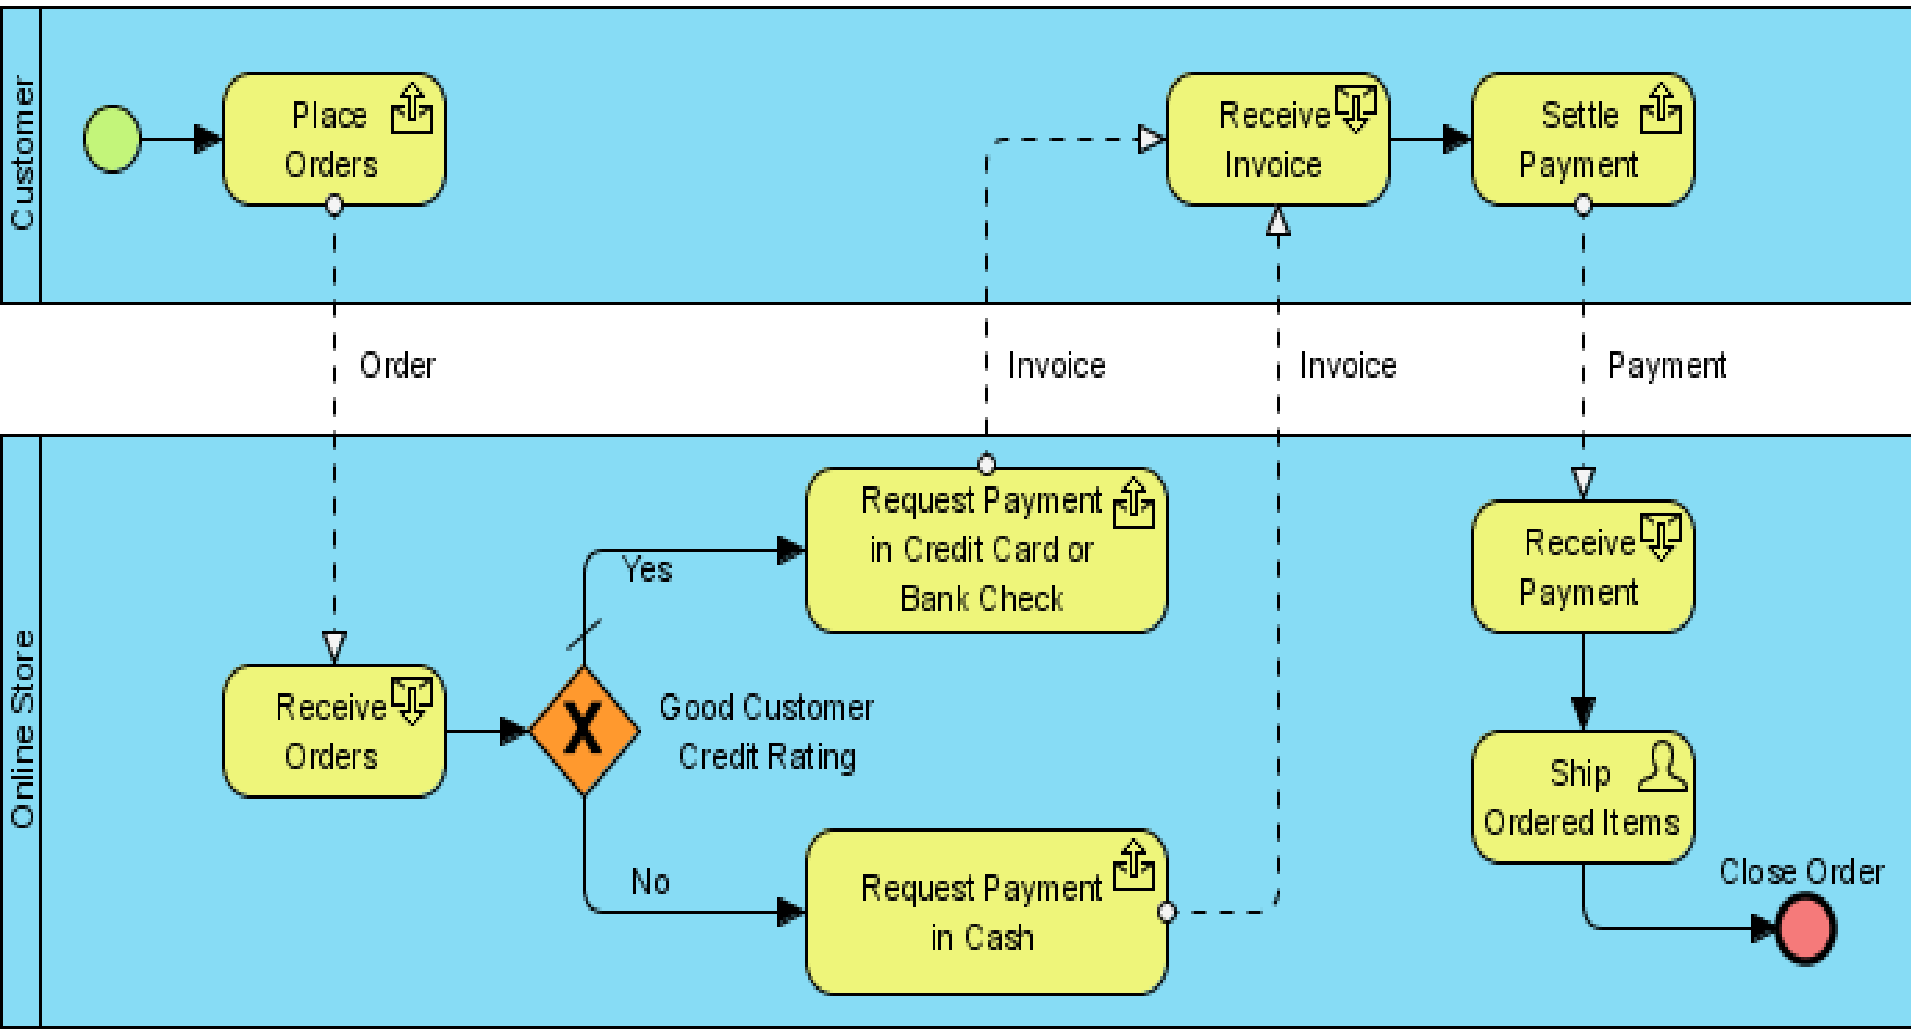 Customer
Place
Orders
Receive
Invoice
Settle
Payment
Order
Invoice
Invoice
Payment
Online Store
Request Payment
in Credit Card or
Bank Check
Yes
Receive
Payment
Receive
Orders
X
Good Customer
Credit Rating
Ship
Ordered Items
No
Request Payment
in Cash
Close Order